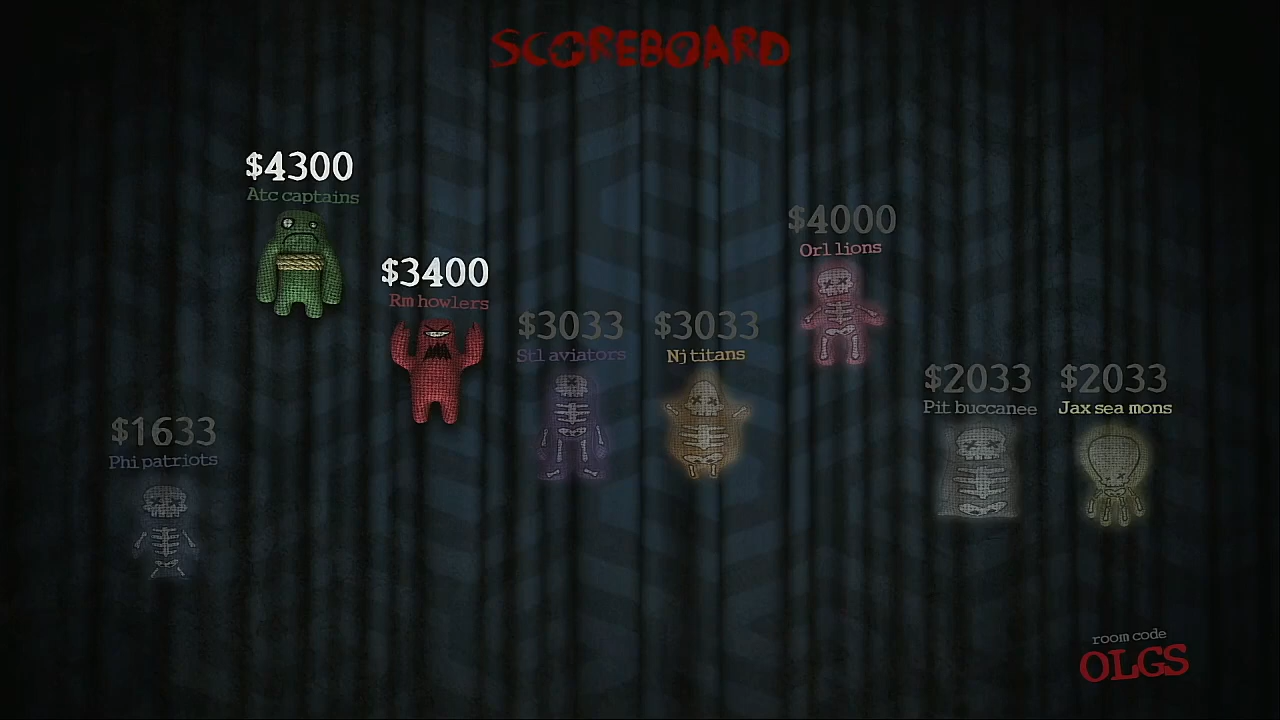 SCOREBOARD
$4300
Atc captains
$4000
Orl lions
$3400
Rm howlers
$3033
Stl aviators
$3033
Nj titans
$2033
Pit buccanee
$2033
Jax sea mons
$1633
Phi patriots
room code
OLGS